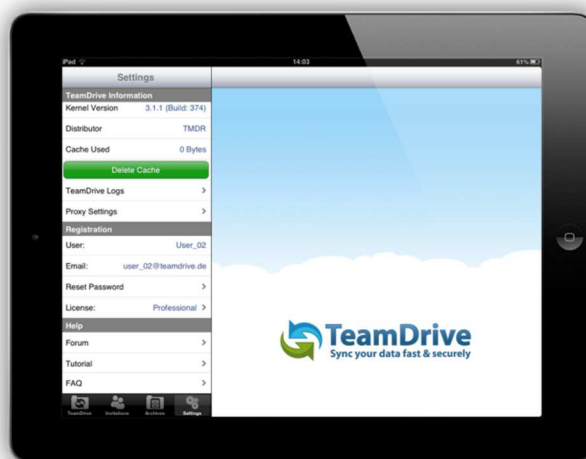 iPad 14:03 61%
Settings
TeamDrive Information
Kernel Version 3.1.1 (Build: 374)
Distributor TMDR
Cache Used 0 Bytes
Delete Cache
TeamDrive Logs
Proxy Settings
Registration
User: User_02
Email: user_02@teamdrive.de
Reset Password
License: Professional
Help
Forum
Tutorial
FAQ
TeamDrive Invitations Archives Settings
TeamDrive
Sync your data fast & securely